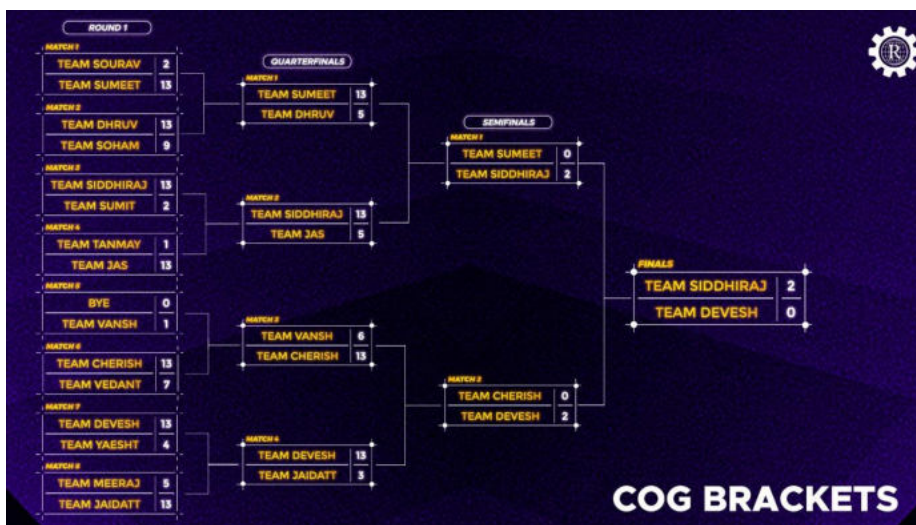 ROUND 1
MATCH 1
TEAM SOURAV 2
TEAM SUMEET 13
MATCH 2
TEAM DHRUV 13
TEAM SOHAM 9
MATCH 3
TEAM SIDDHIRAJ 13
TEAM SUMIT 2
MATCH 4
TEAM TANMAY 1
TEAM JAS 13
MATCH 5
BYE 0
TEAM VANSH 1
MATCH 6
TEAM CHERISH 13
TEAM VEDANT 7
MATCH 7
TEAM DEVESH 13
TEAM YAESHT 4
MATCH 8
TEAM MEERAJ 5
TEAM JAIDATT 13
QUARTERFINALS
MATCH 1
TEAM SUMEET 13
TEAM DHRUV 5
MATCH 2
TEAM SIDDHIRAJ 13
TEAM JAS 5
MATCH 3
TEAM VANSH 6
TEAM CHERISH 13
MATCH 4
TEAM DEVESH 13
TEAM JAIDATT 3
SEMIFINALS
MATCH 1
TEAM SUMEET 0
TEAM SIDDHIRAJ 2
MATCH 2
TEAM CHERISH 0
TEAM DEVESH 2
FINALS
TEAM SIDDHIRAJ 2
TEAM DEVESH 0
R
COG BRACKETS